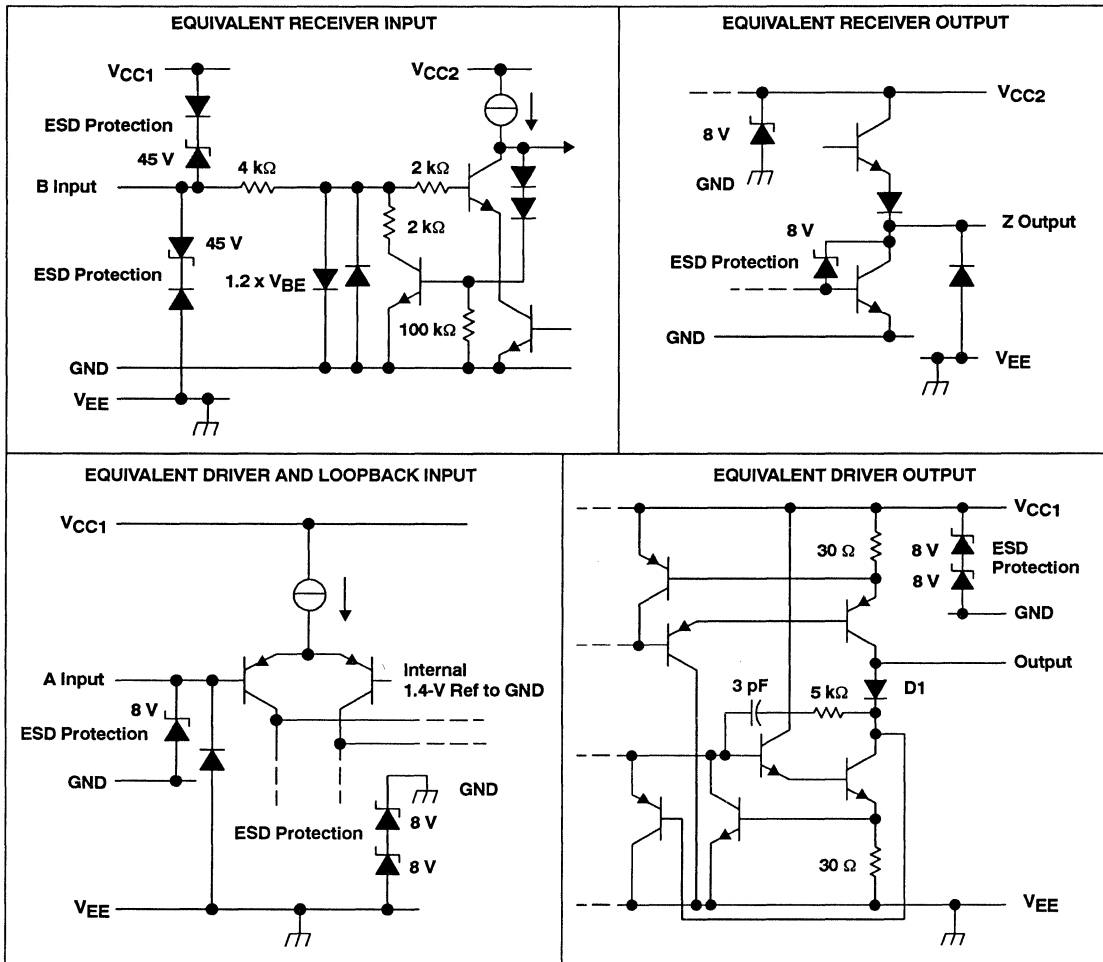 EQUIVALENT RECEIVER INPUT
VCC1
VCC2
ESD Protection
45 V
4 kΩ
2 kΩ
B Input
2 kΩ
45 V
ESD Protection
1.2 x VBE
100 kΩ
GND
VEE
EQUIVALENT RECEIVER OUTPUT
VCC2
8 V
GND
Z Output
8 V
ESD Protection
GND
VEE
EQUIVALENT DRIVER AND LOOPBACK INPUT
VCC1
A Input
Internal
1.4-V Ref to GND
8 V
ESD Protection
GND
GND
ESD Protection
8 V
8 V
VEE
EQUIVALENT DRIVER OUTPUT
VCC1
30 Ω
8 V
ESD
Protection
8 V
GND
Output
D1
3 pF
5 kΩ
30 Ω
VEE